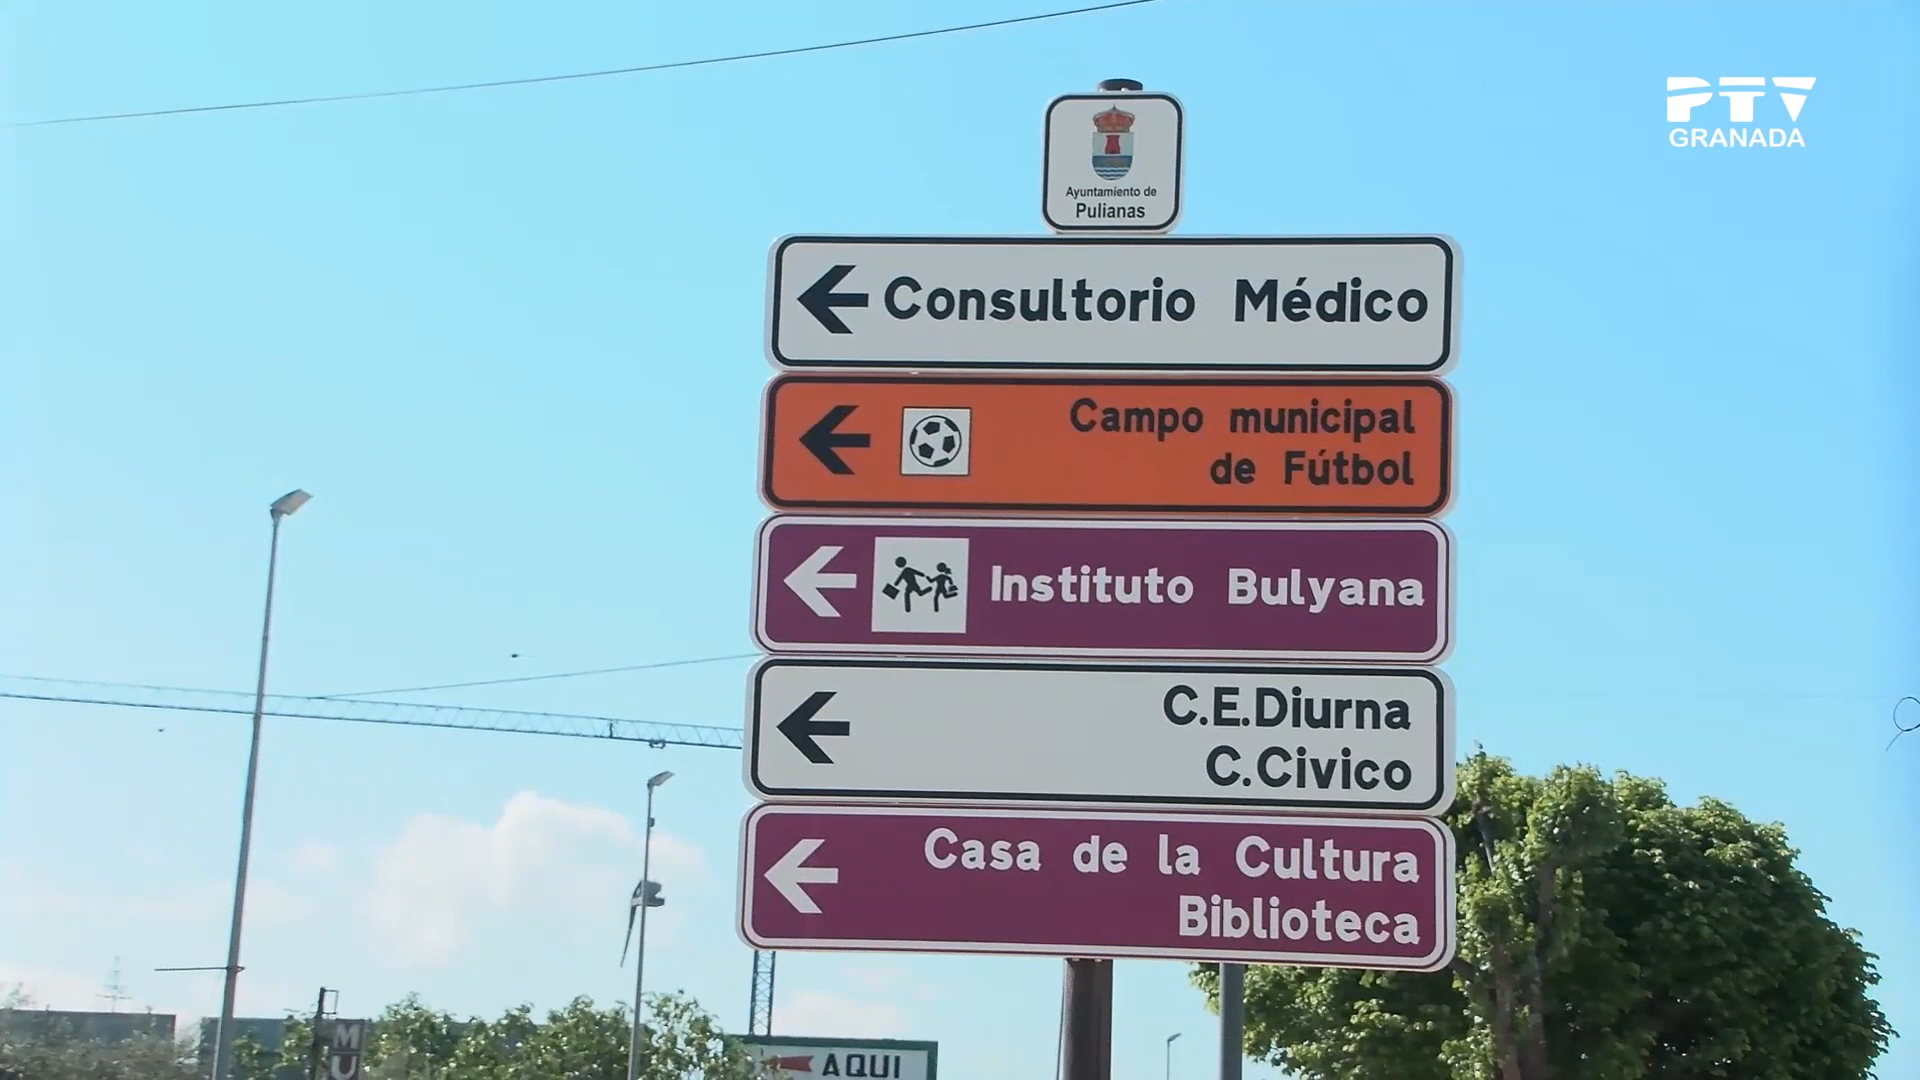 PTV
GRANADA
Ayuntamiento de
Pulianas
Consultorio Médico
Campo municipal
de Fútbol
Instituto Bulyana
C.E.Diurna
C.Civico
Casa de la Cultura
Biblioteca
MU
AQUI